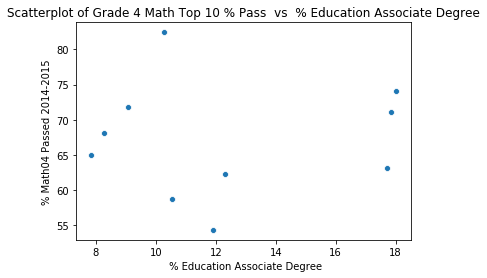 Scatterplot of Grade 4 Math Top 10 % Pass vs % Education Associate Degree
% Math04 Passed 2014-2015
80
75
70
65
60
55
8 10 12 14 16 18
% Education Associate Degree